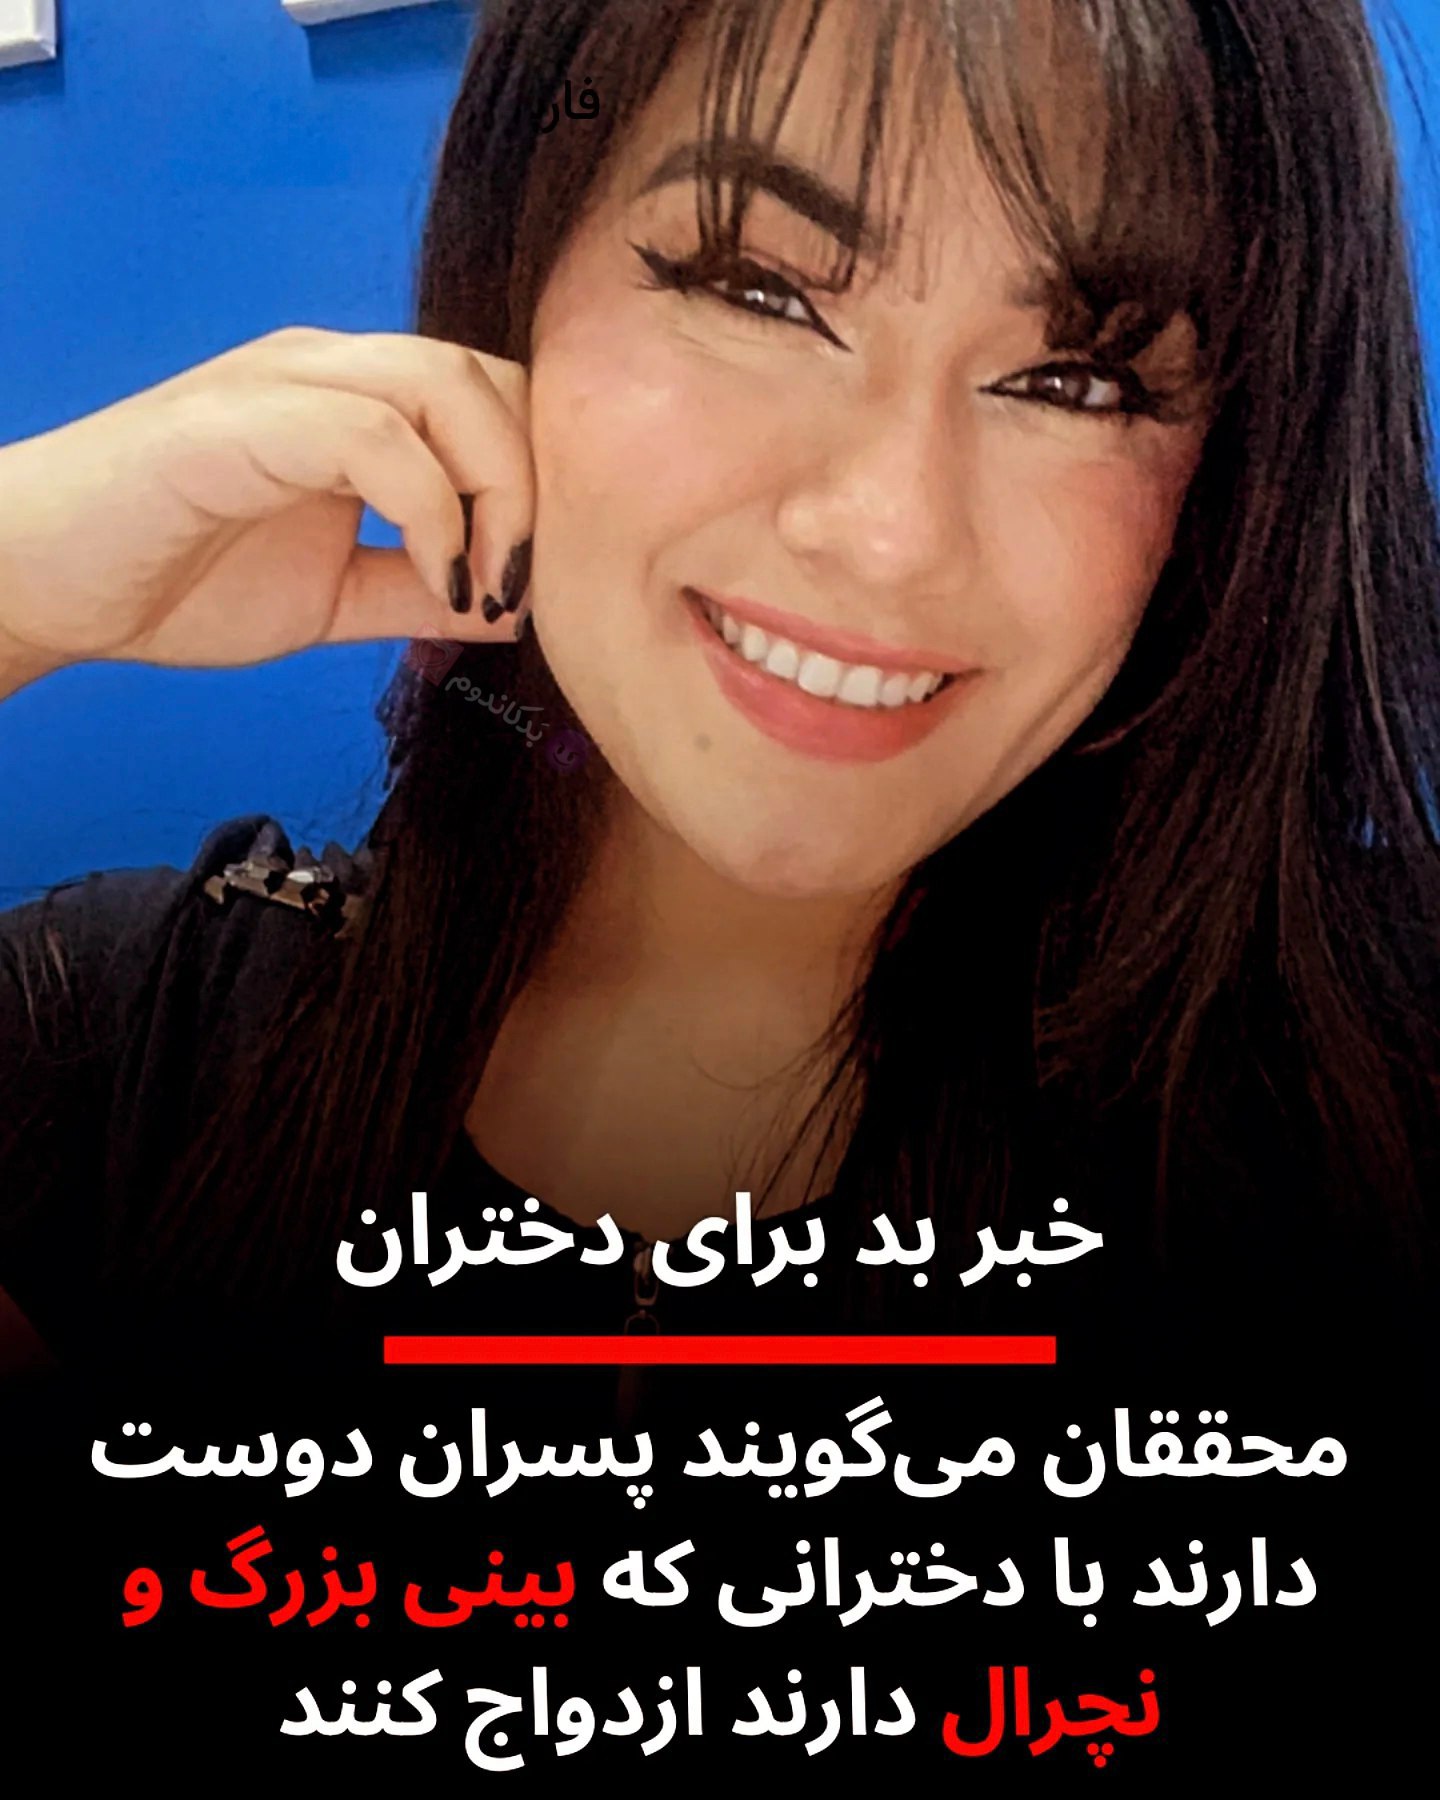 فارا
بَدکاندوم
خبر بد برای دختران
محققان می‌گویند پسران دوست
دارند با دخترانی که بینی بزرگ و
نچرال دارند ازدواج کنند